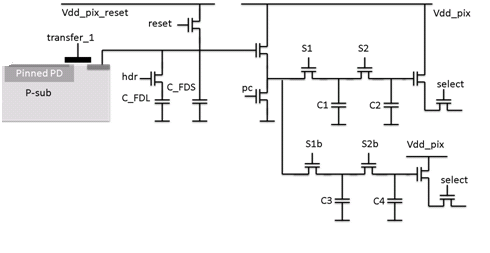 Vdd_pix_reset
Vdd_pix
reset
transfer_1
S1
S2
Pinned PD
hdr
C_FDS
select
P-sub
C_FDL
pc
C1
C2
S1b
S2b
Vdd_pix
select
C3
C4